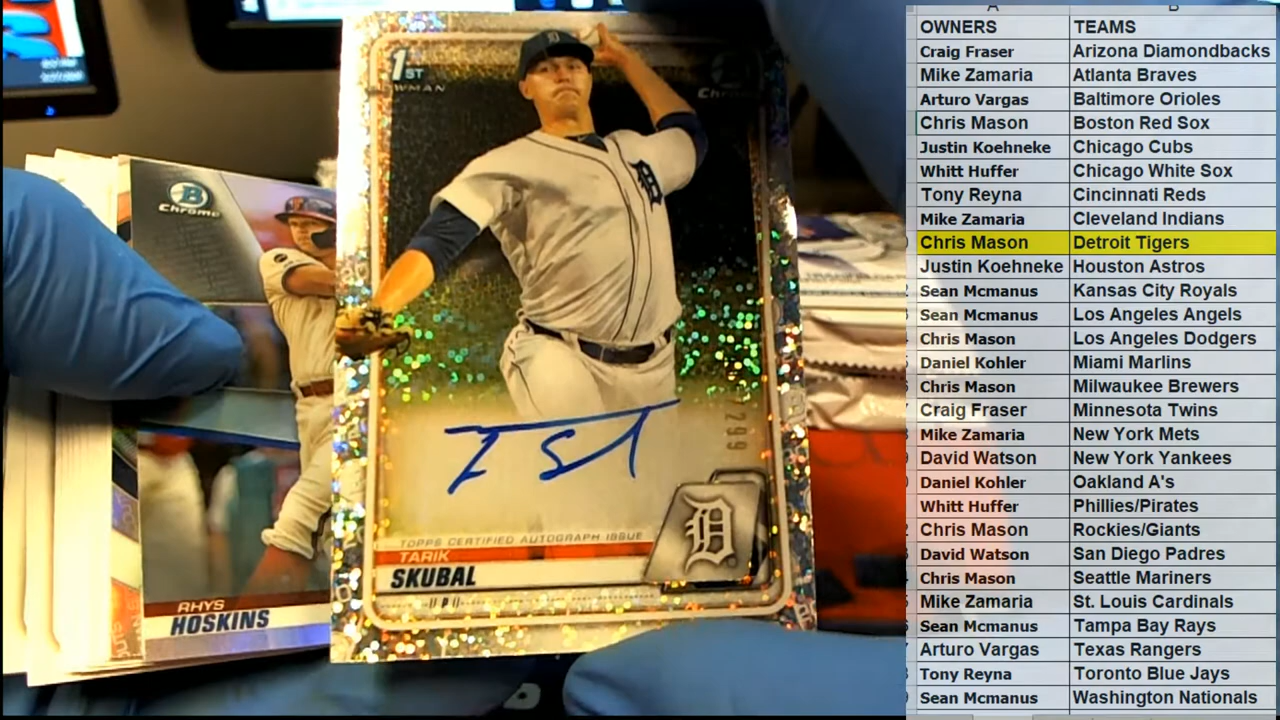 1ST
BOWMAN
Chrome
299
TOPPS CERTIFIED AUTOGRAPH ISSUE
TARIK
SKUBAL
D
B
Chrome
RHYS
HOSKINS
A B
OWNERS TEAMS
Craig Fraser Arizona Diamondbacks
Mike Zamaria Atlanta Braves
Arturo Vargas Baltimore Orioles
Chris Mason Boston Red Sox
Justin Koehneke Chicago Cubs
Whitt Huffer Chicago White Sox
Tony Reyna Cincinnati Reds
Mike Zamaria Cleveland Indians
Chris Mason Detroit Tigers
Justin Koehneke Houston Astros
Sean Mcmanus Kansas City Royals
Sean Mcmanus Los Angeles Angels
Chris Mason Los Angeles Dodgers
Daniel Kohler Miami Marlins
Chris Mason Milwaukee Brewers
Craig Fraser Minnesota Twins
Mike Zamaria New York Mets
David Watson New York Yankees
Daniel Kohler Oakland A's
Whitt Huffer Phillies/Pirates
Chris Mason Rockies/Giants
David Watson San Diego Padres
Chris Mason Seattle Mariners
Mike Zamaria St. Louis Cardinals
Sean Mcmanus Tampa Bay Rays
Arturo Vargas Texas Rangers
Tony Reyna Toronto Blue Jays
Sean Mcmanus Washington Nationals